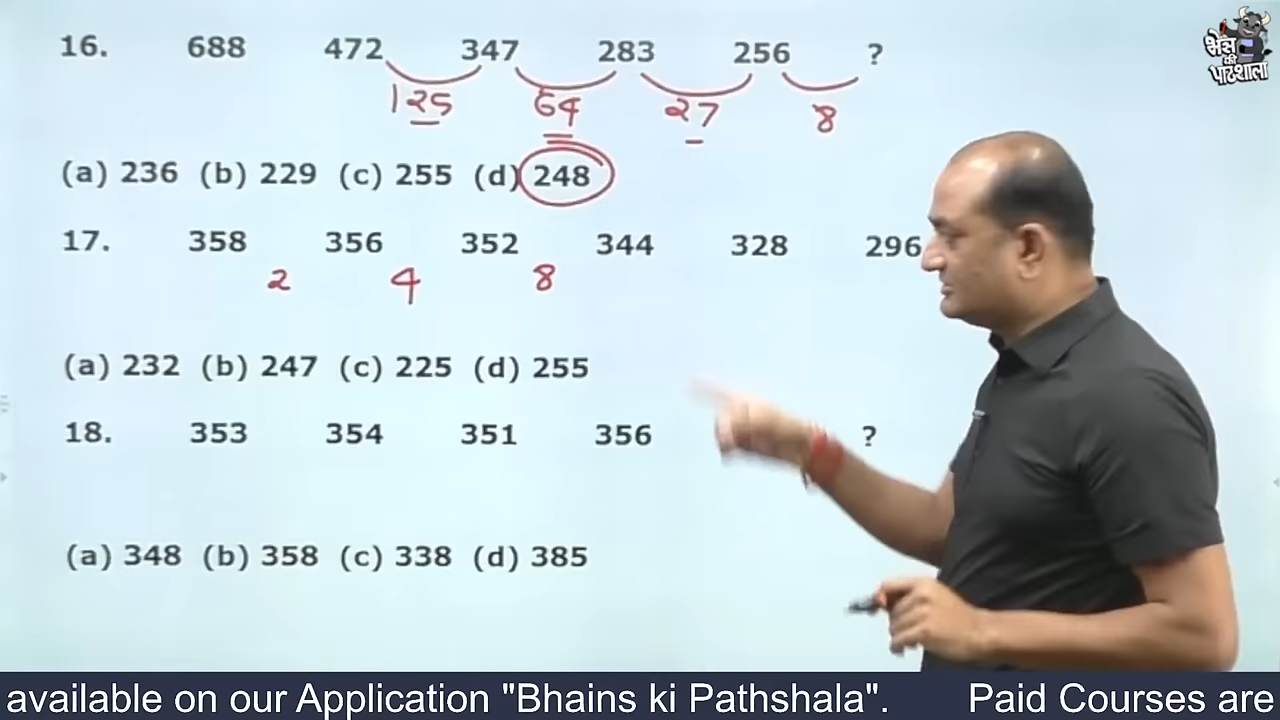 भैंस
की
पाठशाला
16. 688 472 347 283 256 ?
125 64 27 8
(a) 236 (b) 229 (c) 255 (d) 248
17. 358 356 352 344 328 296
2 4 8
(a) 232 (b) 247 (c) 225 (d) 255
18. 353 354 351 356 ?
(a) 348 (b) 358 (c) 338 (d) 385
available on our Application "Bhains ki Pathshala". Paid Courses are